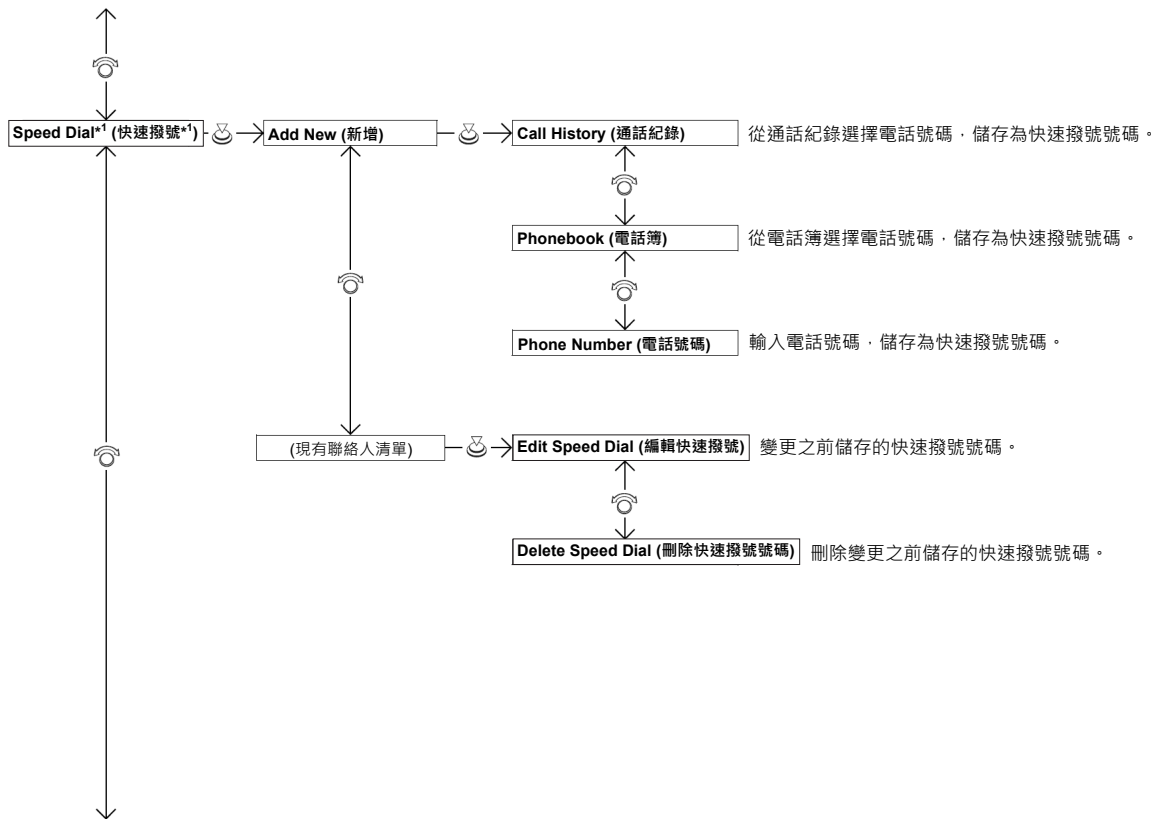 Speed Dial*1 (快速撥號*1)
Add New (新增)
Call History (通話紀錄)
從通話紀錄選擇電話號碼，儲存為快速撥號號碼。
Phonebook (電話簿)
從電話簿選擇電話號碼，儲存為快速撥號號碼。
Phone Number (電話號碼)
輸入電話號碼，儲存為快速撥號號碼。
(現有聯絡人清單)
Edit Speed Dial (編輯快速撥號)
變更之前儲存的快速撥號號碼。
Delete Speed Dial (刪除快速撥號號碼)
刪除變更之前儲存的快速撥號號碼。